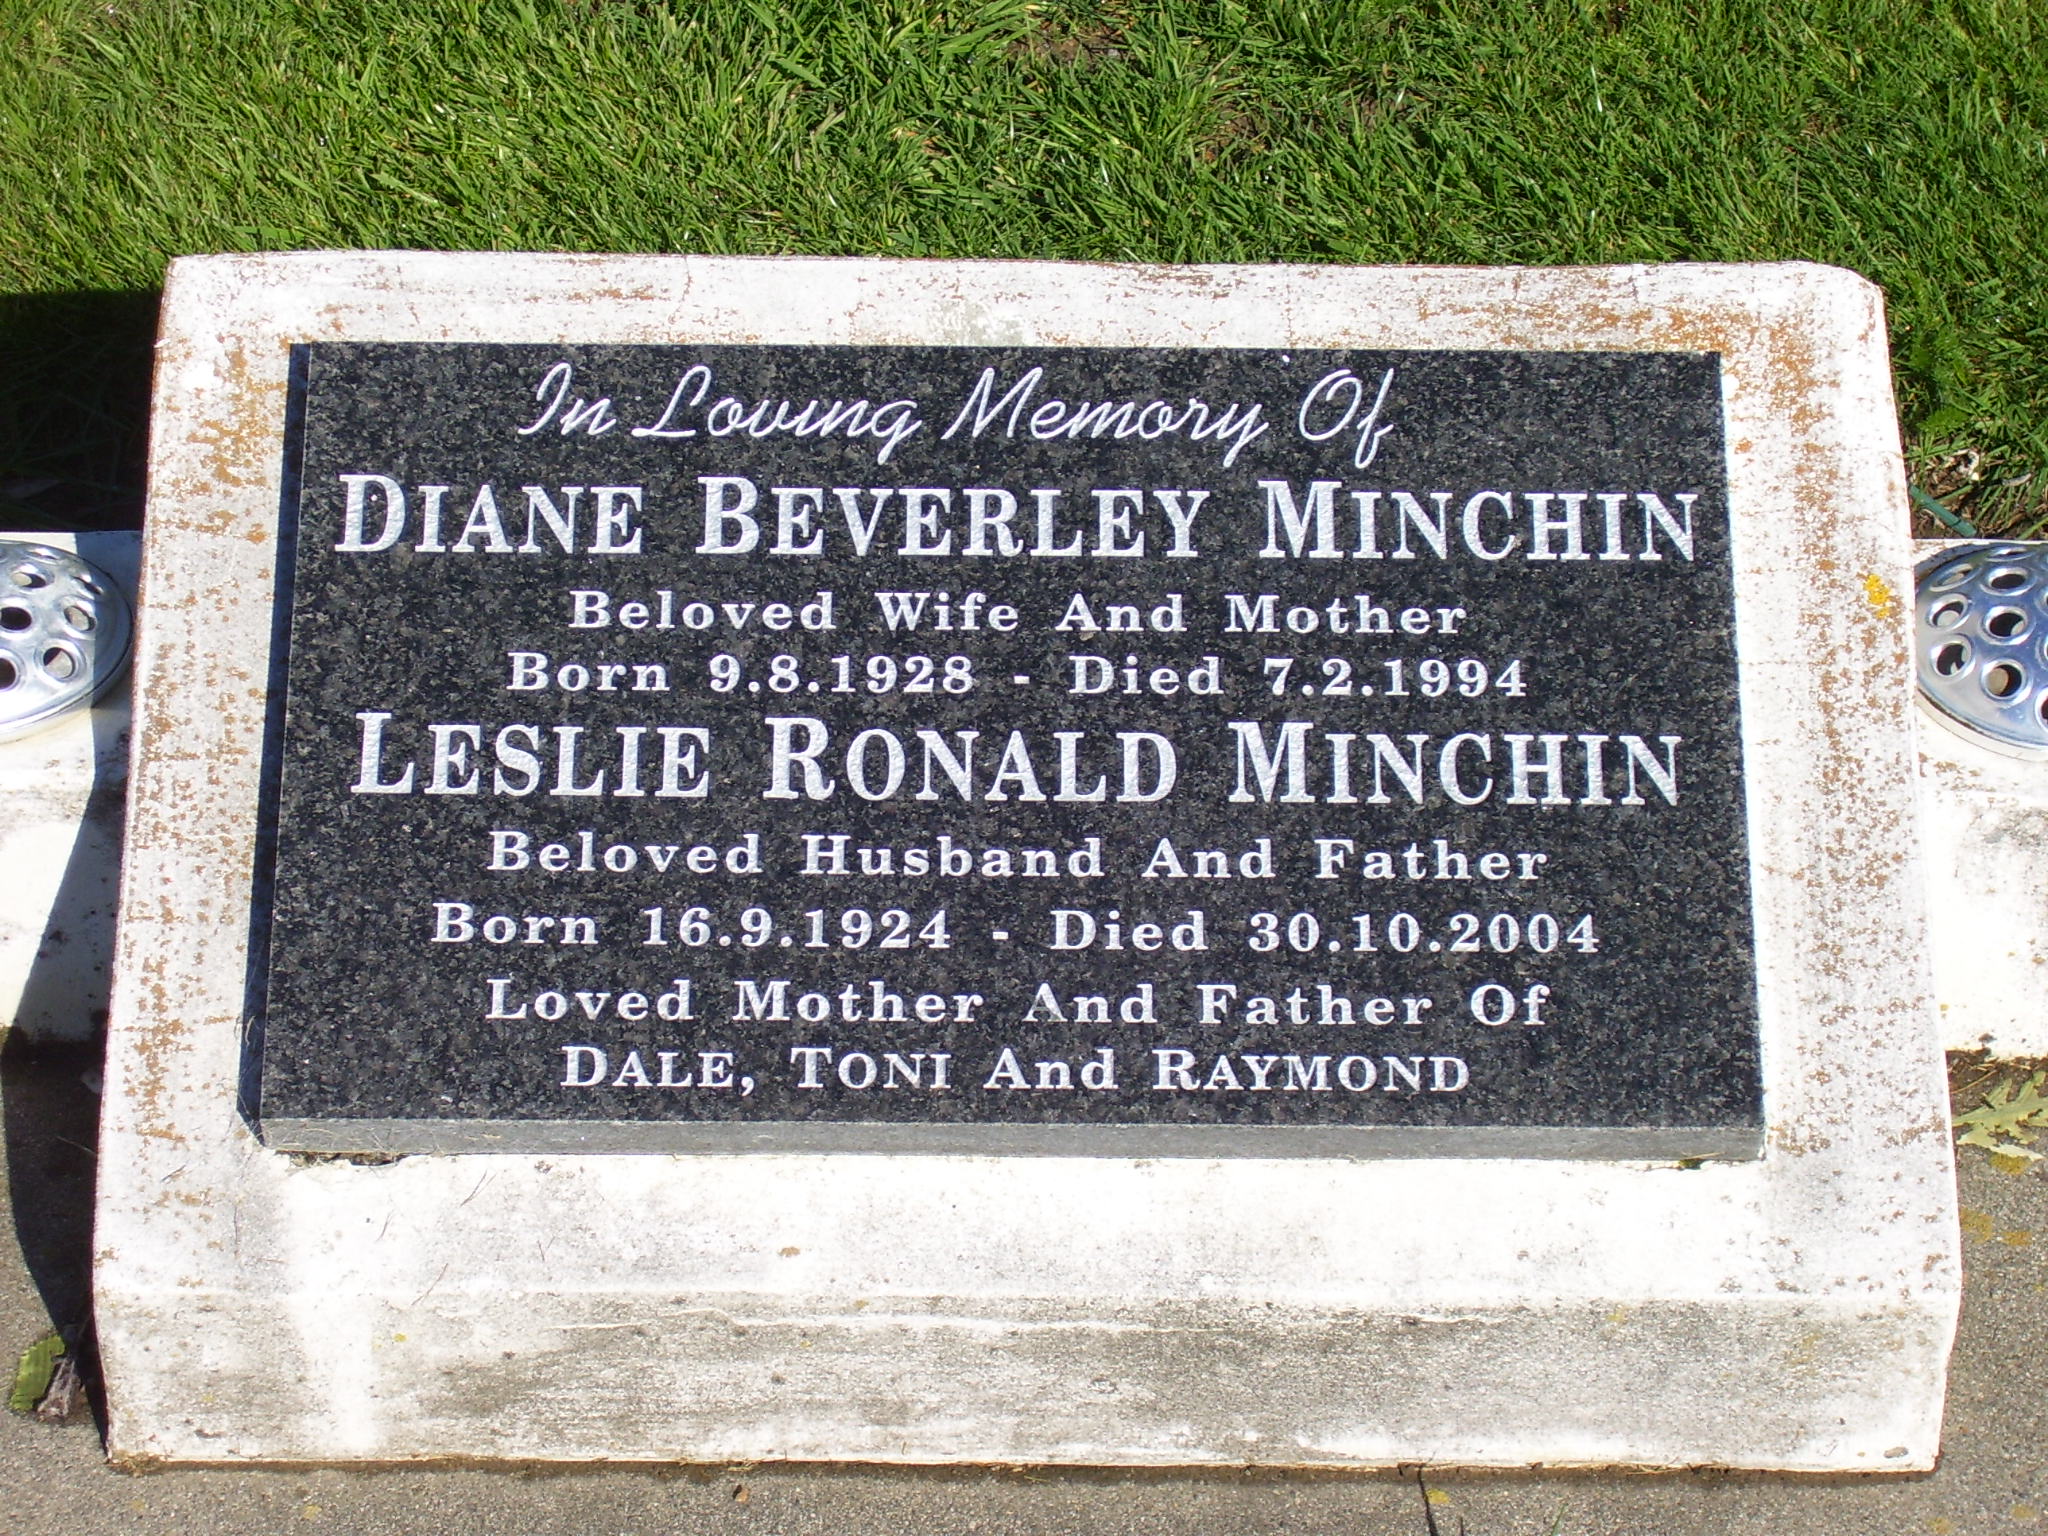 In Loving Memory Of
DIANE BEVERLEY MINCHIN
Beloved Wife And Mother
Born 9.8.1928 - Died 7.2.1994
LESLIE RONALD MINCHIN
Beloved Husband And Father
Born 16.9.1924 - Died 30.10.2004
Loved Mother And Father Of
DALE, TONI And RAYMOND